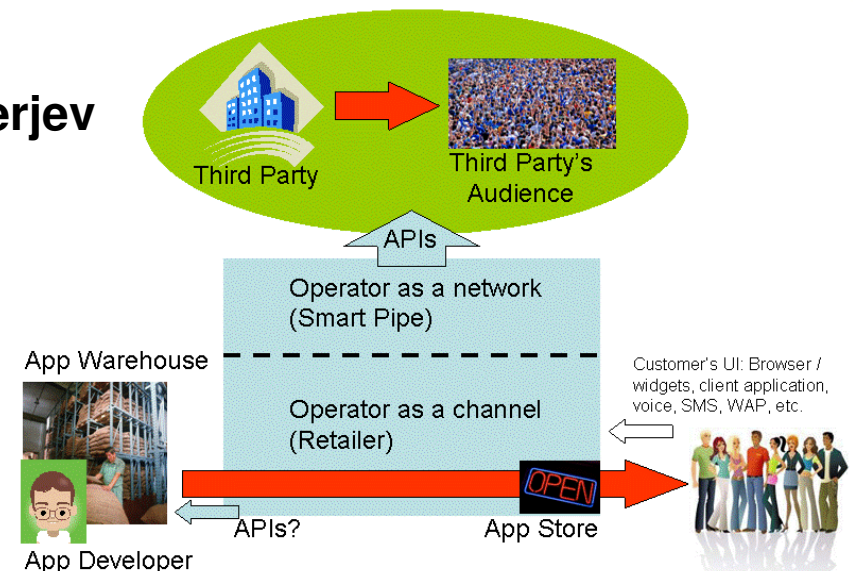 erjev
Third Party
Third Party's
Audience
APIs
Operator as a network
(Smart Pipe)
App Warehouse
Operator as a channel
(Retailer)
Customer's UI: Browser /
widgets, client application,
voice, SMS, WAP, etc.
OPEN
APIs?
App Store
App Developer